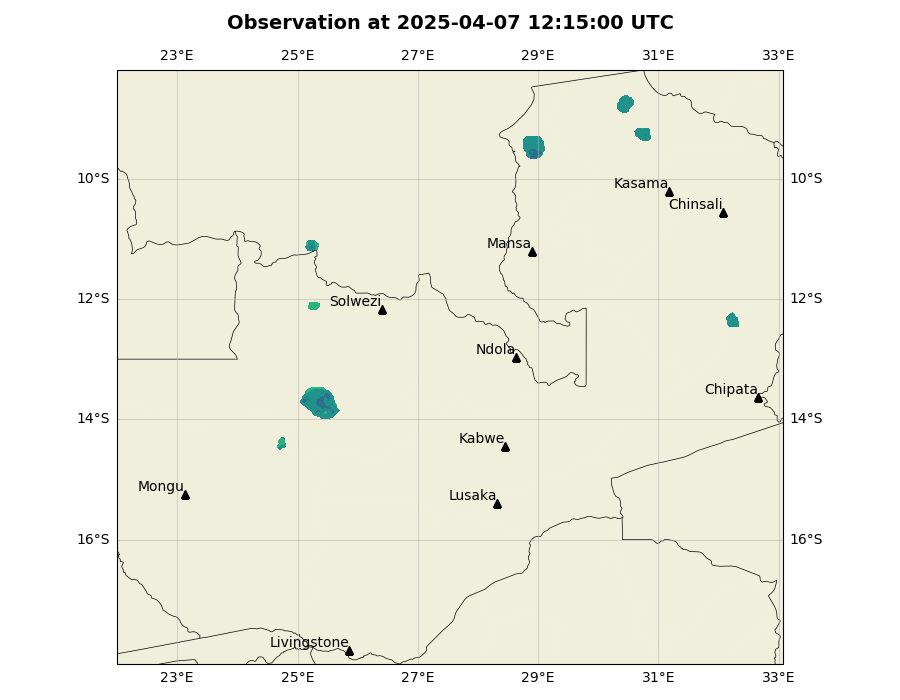 Observation at 2025-04-07 12:15:00 UTC
23°E 25°E 27°E 29°E 31°E 33°E
10°S 10°S
Kasama
Chinsali
Mansa
12°S 12°S
Solwezi
Ndola
Chipata
14°S 14°S
Kabwe
Mongu
Lusaka
16°S 16°S
Livingstone
23°E 25°E 27°E 29°E 31°E 33°E